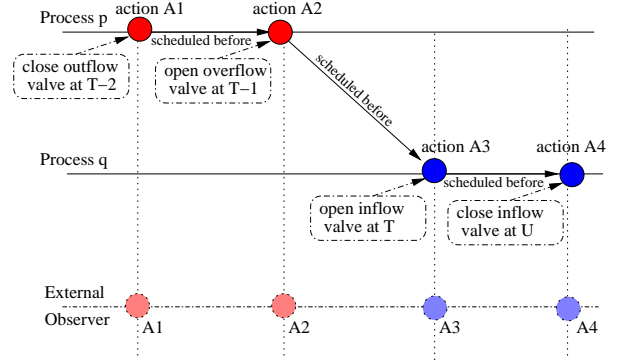 action A1
action A2
Process p
scheduled before
close outflow
valve at T−2
open overflow
valve at T−1
scheduled before
action A3
action A4
Process q
scheduled before
open inflow
valve at T
close inflow
valve at U
External
Observer
A1
A2
A3
A4